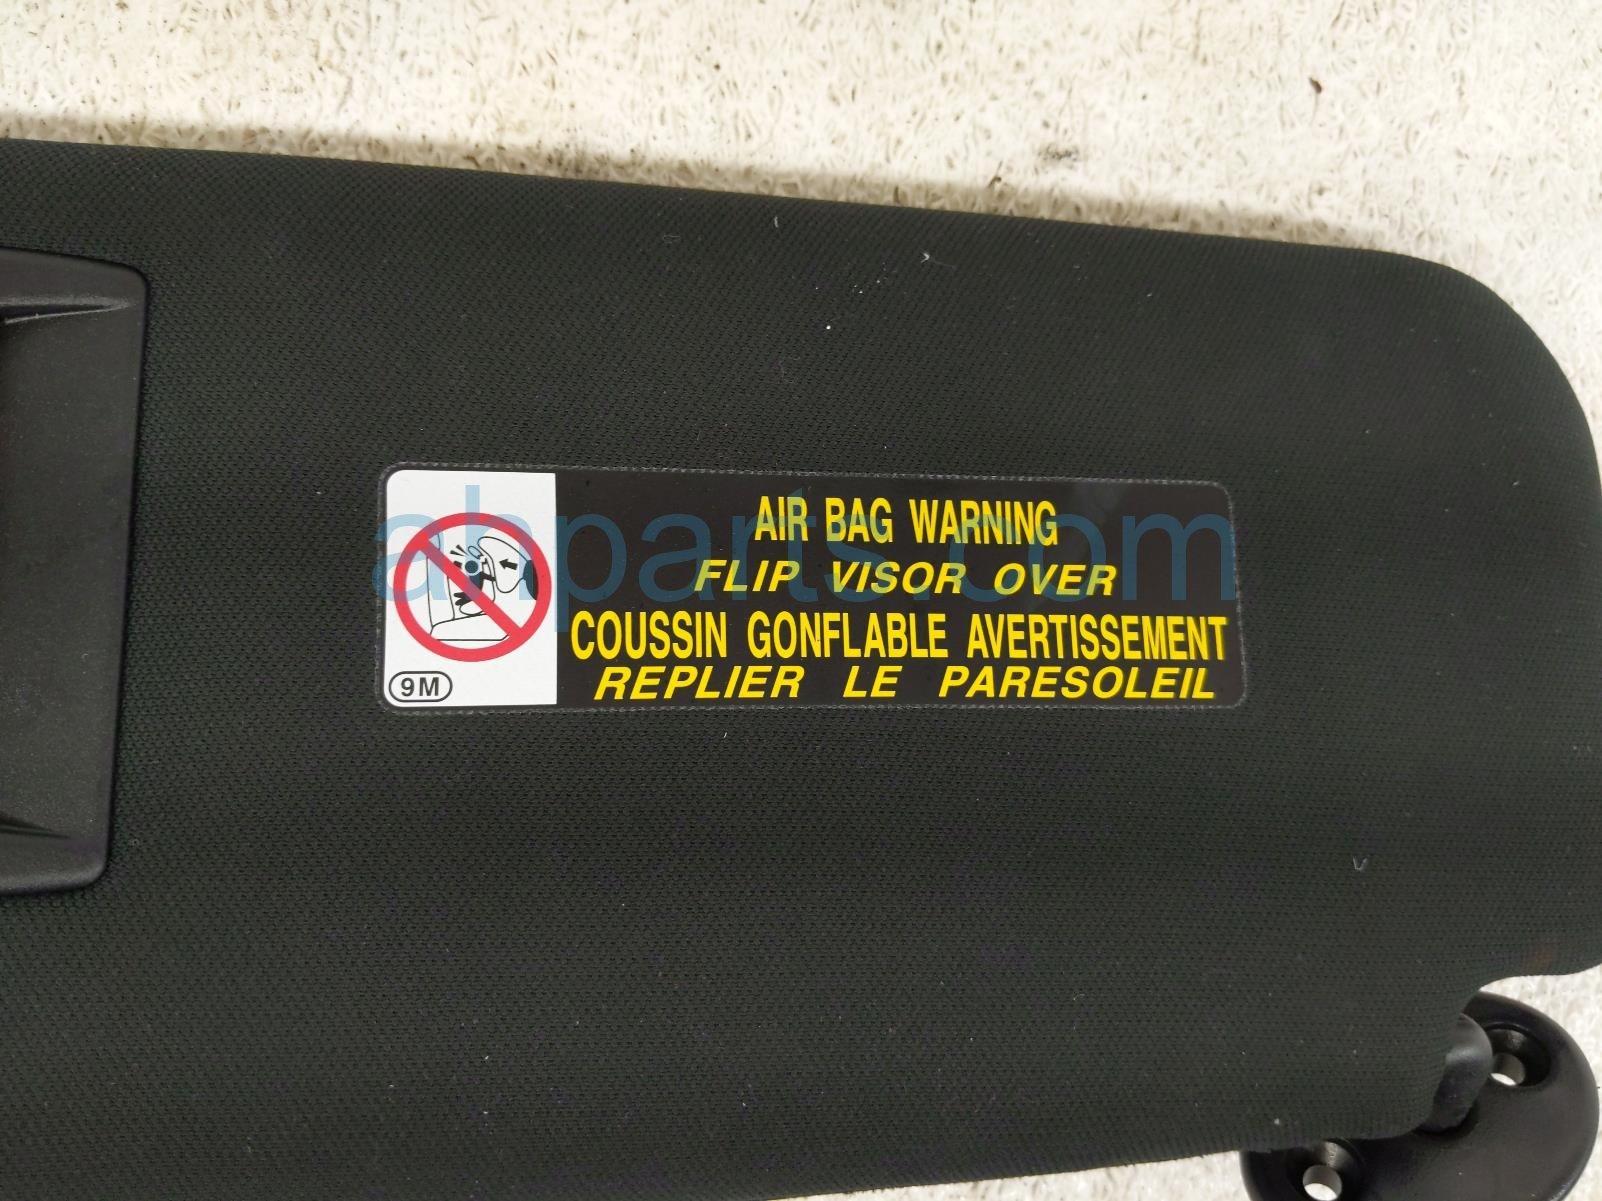 AIR BAG WARNING
FLIP VISOR OVER
COUSSIN GONFLABLE AVERTISSEMENT
REPLIER LE PARESOLEIL
9M
ahparts.com